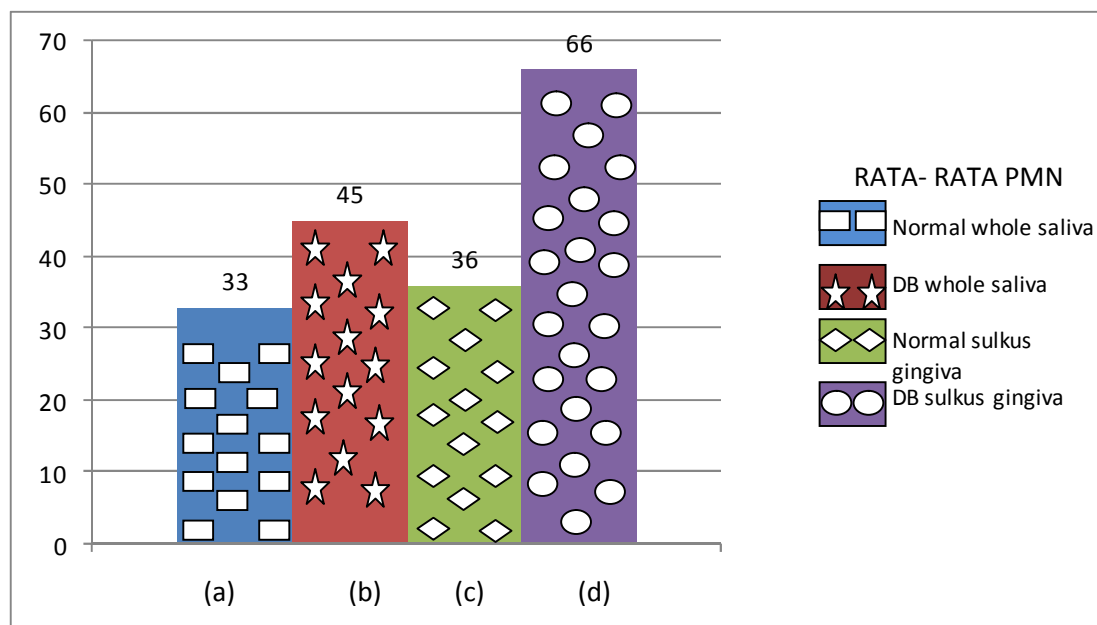 70
60
50
40
30
20
10
0
33
45
36
66
(a)
(b)
(c)
(d)
RATA- RATA PMN
Normal whole saliva
DB whole saliva
Normal sulkus
gingiva
DB sulkus gingiva